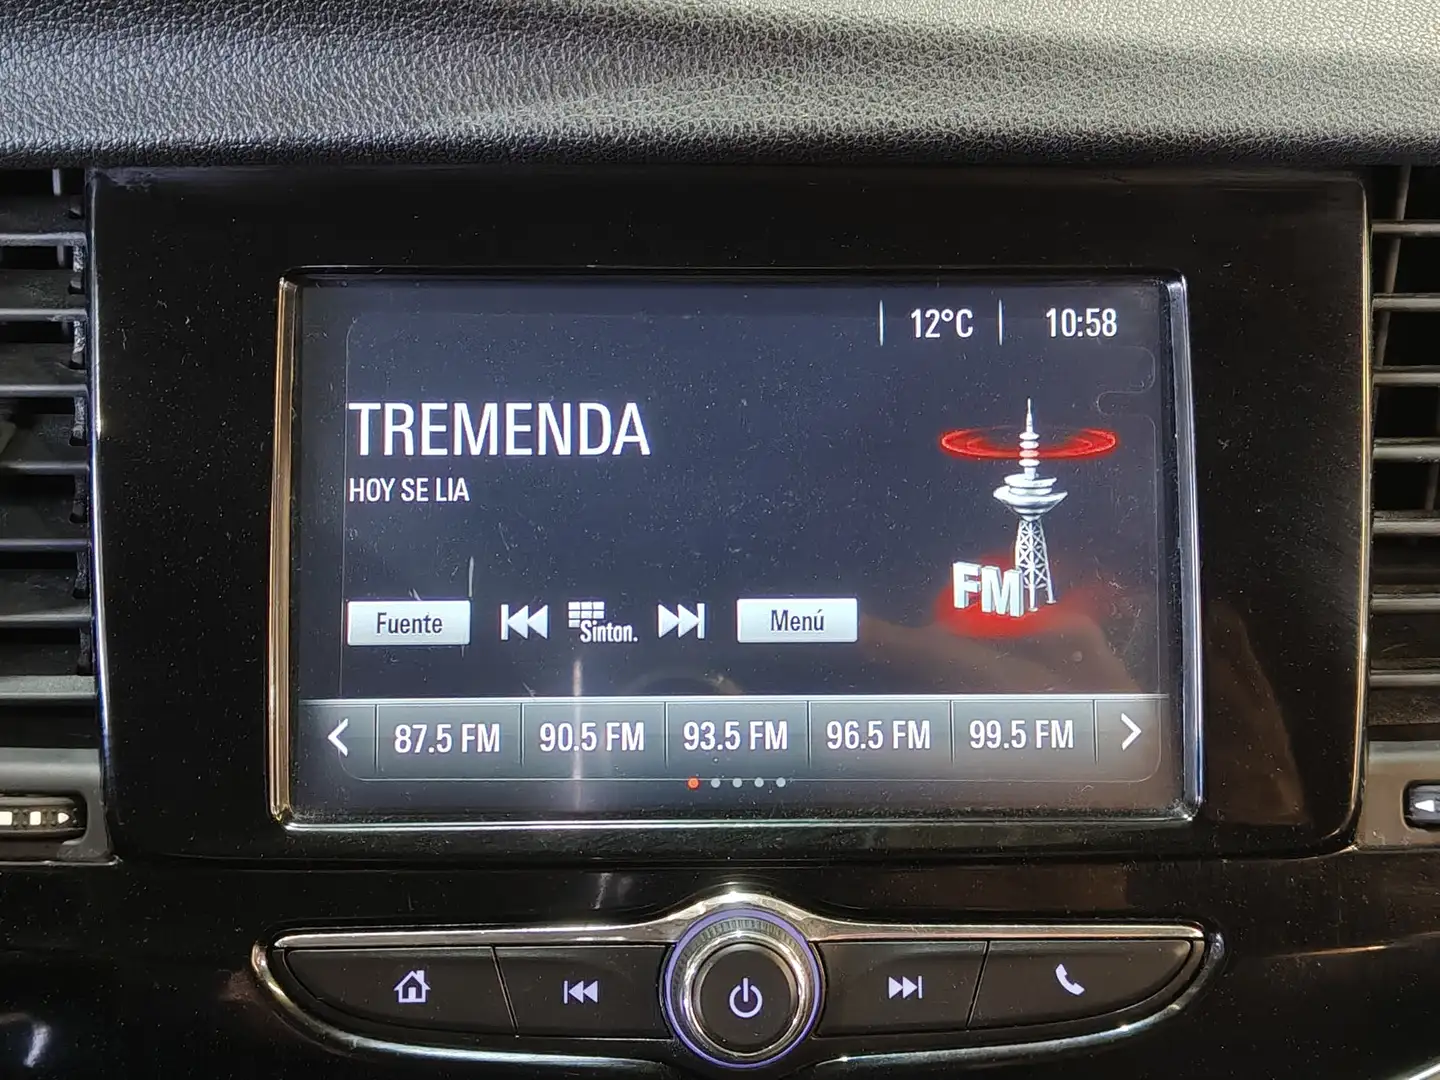 12°C 10:58
TREMENDA
HOY SE LIA
FM
Fuente Sinton. Menú
87.5 FM 90.5 FM 93.5 FM 96.5 FM 99.5 FM